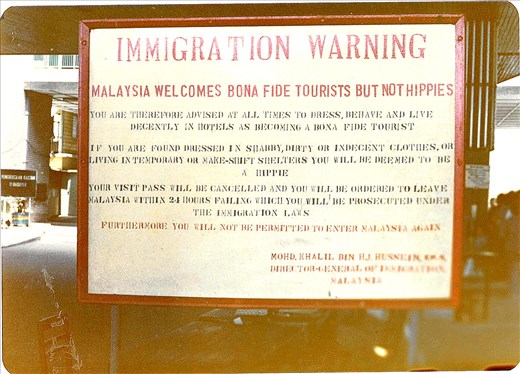 IMMIGRATION WARNING
MALAYSIA WELCOMES BONA FIDE TOURISTS BUT NOT HIPPIES
YOU ARE THEREFORE ADVISED AT ALL TIMES TO DRESS, BEHAVE AND LIVE
DECENTLY IN HOTELS AS BECOMING A BONA FIDE TOURIST
IF YOU ARE FOUND DRESSED IN SHABBY, DIRTY OR INDECENT CLOTHES, OR
LIVING IN TEMPORARY OR MAKE-SHIFT SHELTERS YOU WILL BE DEEMED TO BE
A HIPPIE
YOUR VISIT PASS WILL BE CANCELLED AND YOU WILL BE ORDERED TO LEAVE
MALAYSIA WITHIN 24 HOURS FAILING WHICH YOU WILL BE PROSECUTED UNDER
THE IMMIGRATION LAWS
FURTHERMORE YOU WILL NOT BE PERMITTED TO ENTER MALAYSIA AGAIN
MOHD. KHALIL BIN HJ. HUSSEIN,
DIRECTOR-GENERAL OF IMMIGRATION,
MALAYSIA